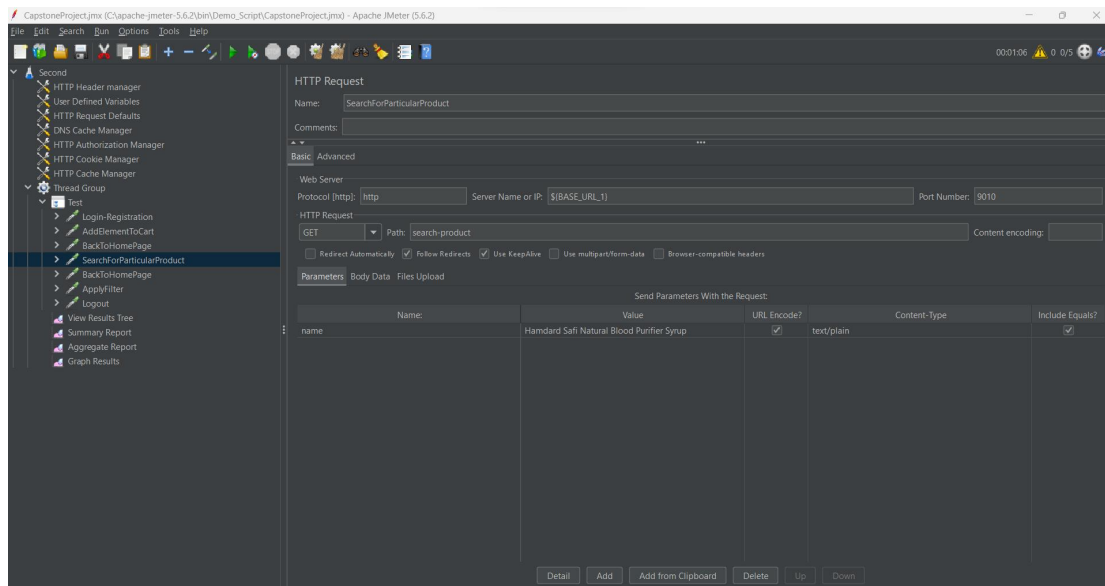 CapstoneProject.jmx (C:\apache-jmeter-5.6.2\bin\Demo_Script\CapstoneProject.jmx) - Apache JMeter (5.6.2)
File Edit Search Run Options Tools Help
00:01:06 0 0/5
Second
HTTP Header manager
User Defined Variables
HTTP Request Defaults
DNS Cache Manager
HTTP Authorization Manager
HTTP Cookie Manager
HTTP Cache Manager
Thread Group
Test
Login-Registration
AddElementToCart
BackToHomePage
SearchForParticularProduct
BackToHomePage
ApplyFilter
Logout
View Results Tree
Summary Report
Aggregate Report
Graph Results
HTTP Request
Name: SearchForParticularProduct
Comments:
Basic Advanced
Web Server
Protocol [http]: http Server Name or IP: ${BASE_URL_1} Port Number: 9010
HTTP Request
GET Path: search-product Content encoding:
Redirect Automatically Follow Redirects Use KeepAlive Use multipart/form-data Browser-compatible headers
Parameters Body Data Files Upload
Send Parameters With the Request:
Name: Value URL Encode? Content-Type Include Equals?
name Hamdard Safi Natural Blood Purifier Syrup text/plain
Detail Add Add from Clipboard Delete Up Down